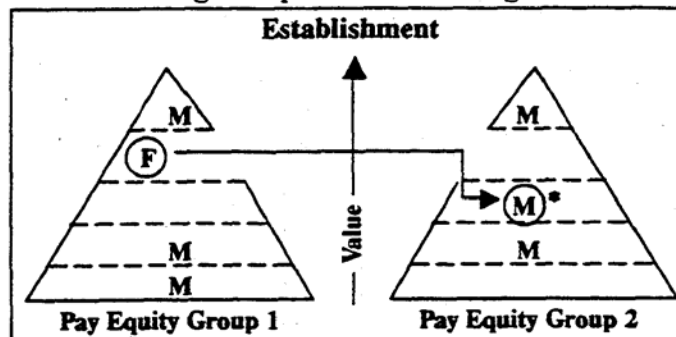 Establishment
M
M
F
M *
Value
M
M
M
Pay Equity Group 1
Pay Equity Group 2